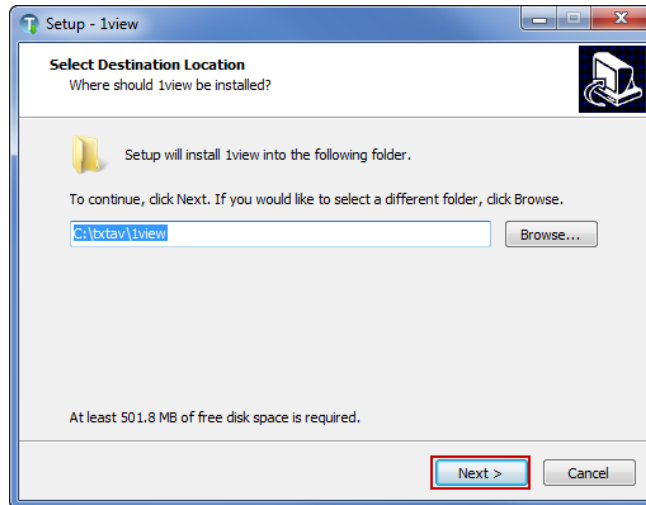 Setup - 1view
Select Destination Location
Where should 1view be installed?
Setup will install 1view into the following folder.
To continue, click Next. If you would like to select a different folder, click Browse.
C:\txtav\1view
Browse...
At least 501.8 MB of free disk space is required.
Next >
Cancel